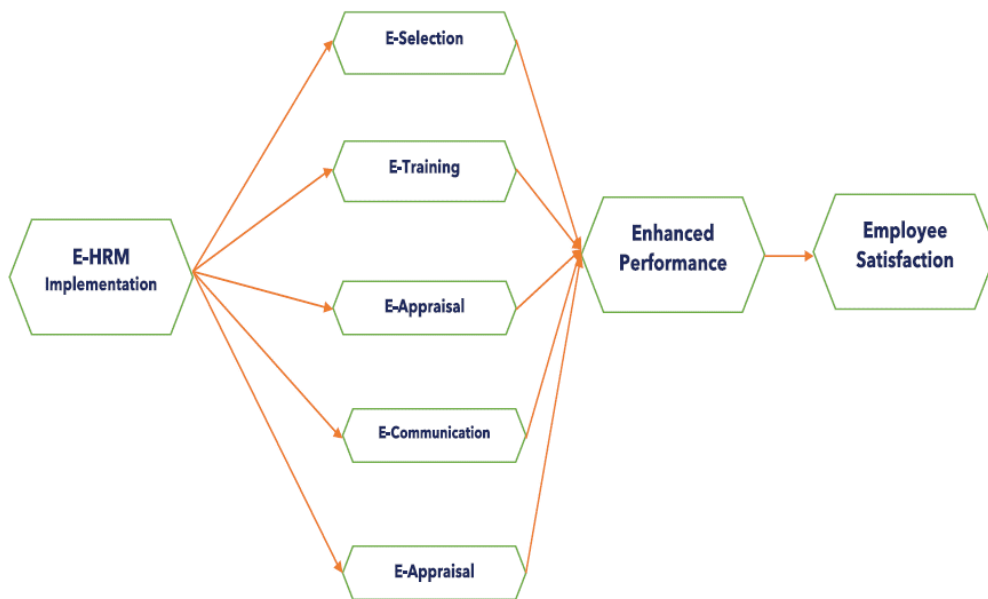 E-Selection
E-Training
E-HRM
Implementation
E-Appraisal
E-Communication
E-Appraisal
Enhanced
Performance
Employee
Satisfaction